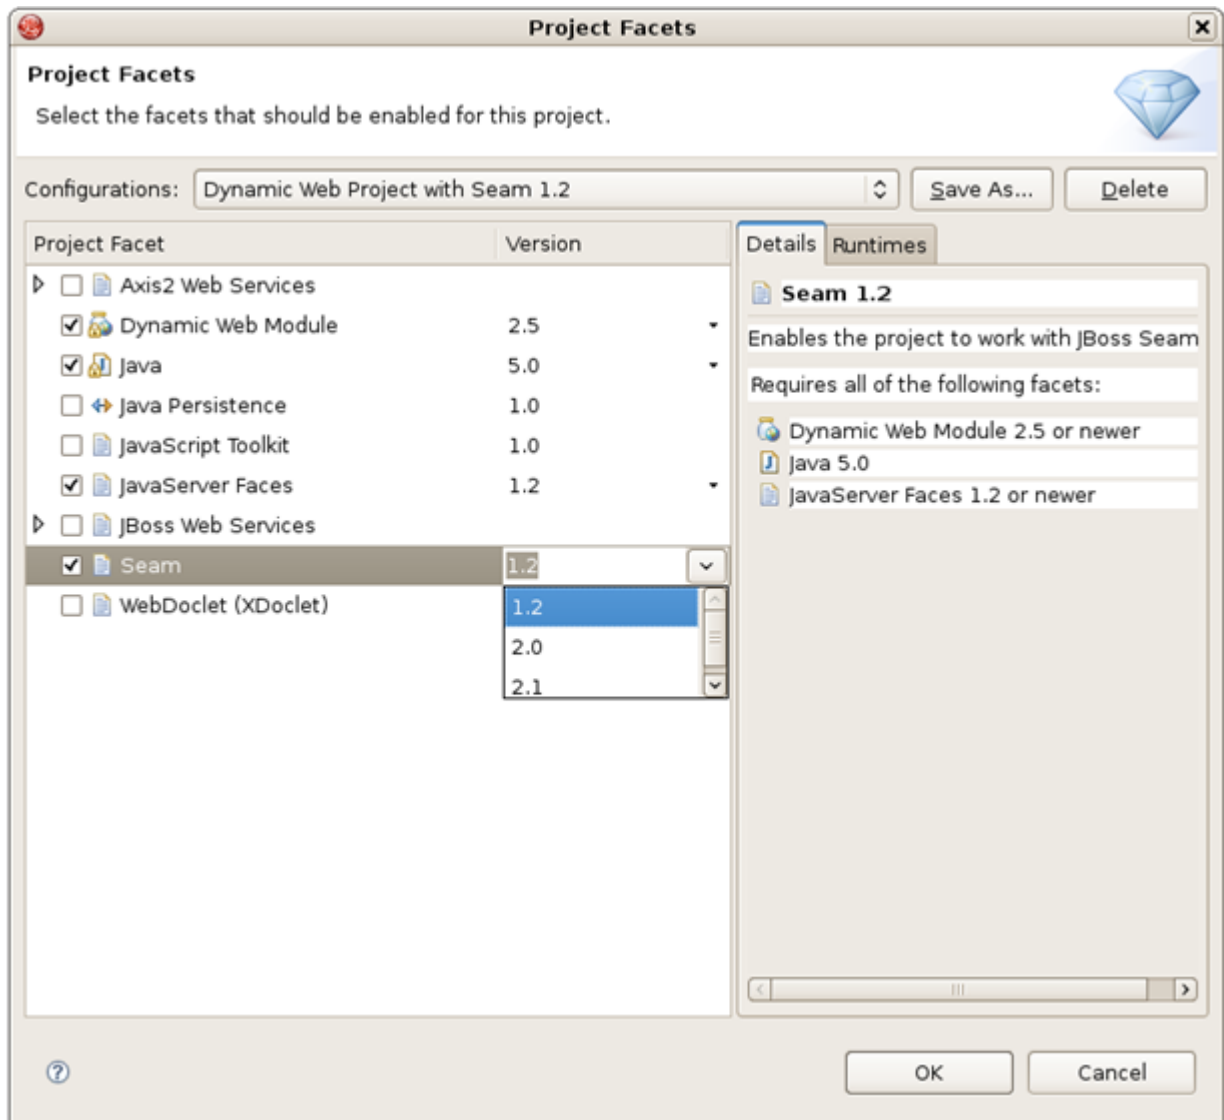 Project Facets
Project Facets
Select the facets that should be enabled for this project.
Configurations: Dynamic Web Project with Seam 1.2 Save As... Delete
Project Facet Version
Axis2 Web Services
Dynamic Web Module 2.5
Java 5.0
Java Persistence 1.0
JavaScript Toolkit 1.0
JavaServer Faces 1.2
JBoss Web Services
Seam 1.2
WebDoclet (XDoclet)
1.2
2.0
2.1
Details Runtimes
Seam 1.2
Enables the project to work with JBoss Seam
Requires all of the following facets:
Dynamic Web Module 2.5 or newer
Java 5.0
JavaServer Faces 1.2 or newer
OK Cancel